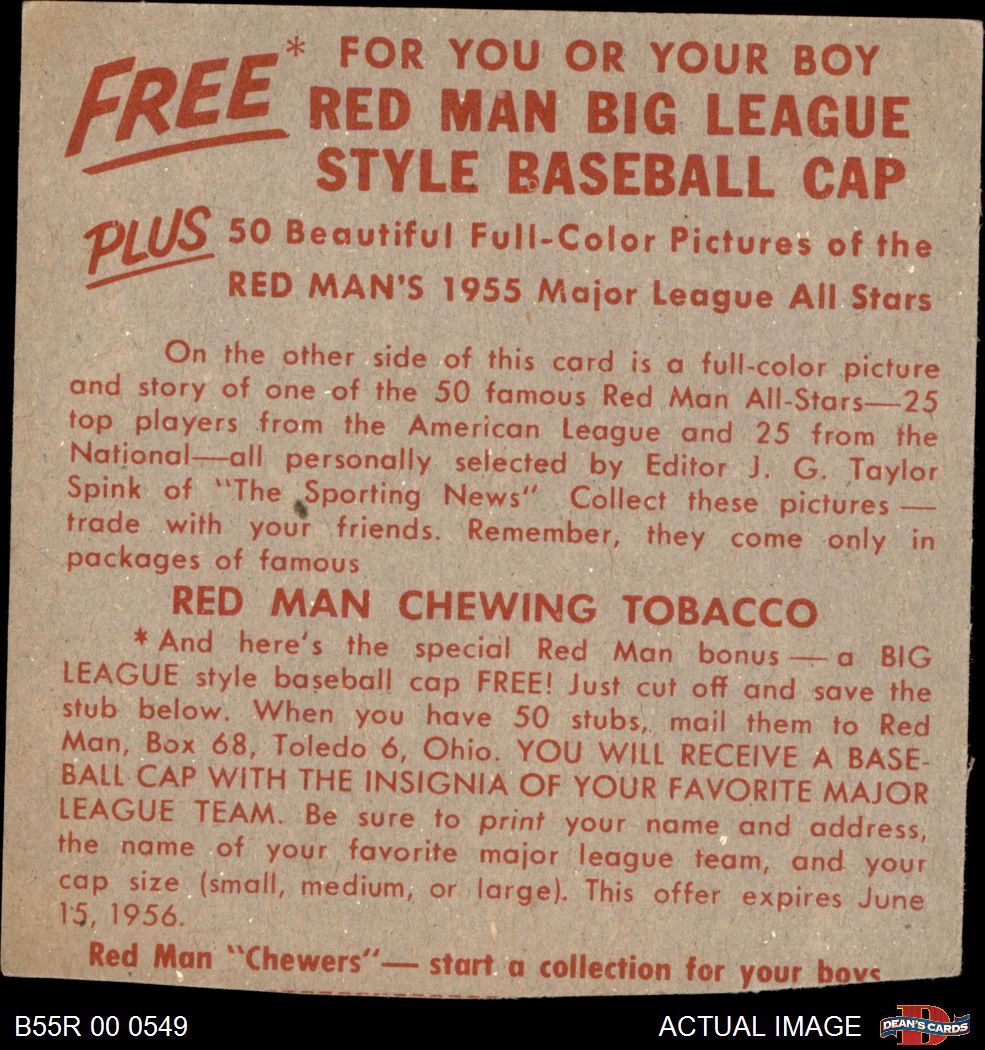 FREE* FOR YOU OR YOUR BOY
RED MAN BIG LEAGUE
STYLE BASEBALL CAP
PLUS 50 Beautiful Full-Color Pictures of the
RED MAN'S 1955 Major League All Stars
On the other side of this card is a full-color picture
and story of one of the 50 famous Red Man All-Stars—25
top players from the American League and 25 from the
National—all personally selected by Editor J. G. Taylor
Spink of "The Sporting News" Collect these pictures —
trade with your friends. Remember, they come only in
packages of famous
RED MAN CHEWING TOBACCO
*And here's the special Red Man bonus — a BIG
LEAGUE style baseball cap FREE! Just cut off and save the
stub below. When you have 50 stubs, mail them to Red
Man, Box 68, Toledo 6, Ohio. YOU WILL RECEIVE A BASE-
BALL CAP WITH THE INSIGNIA OF YOUR FAVORITE MAJOR
LEAGUE TEAM. Be sure to print your name and address,
the name of your favorite major league team, and your
cap size (small, medium, or large). This offer expires June
15, 1956.
Red Man "Chewers"— start a collection for your boys
B55R 00 0549
ACTUAL IMAGE
DEAN'S CARDS